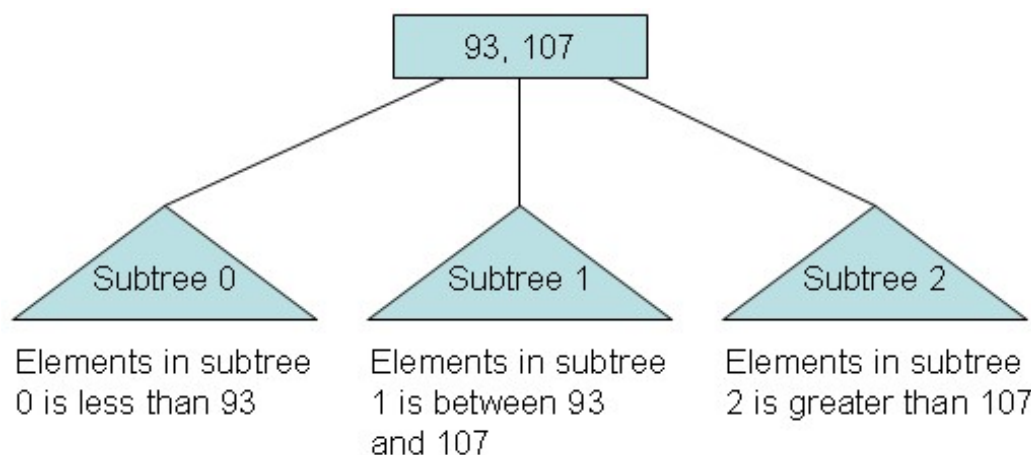 93, 107
Subtree 0
Subtree 1
Subtree 2
Elements in subtree
0 is less than 93
Elements in subtree
1 is between 93
and 107
Elements in subtree
2 is greater than 107